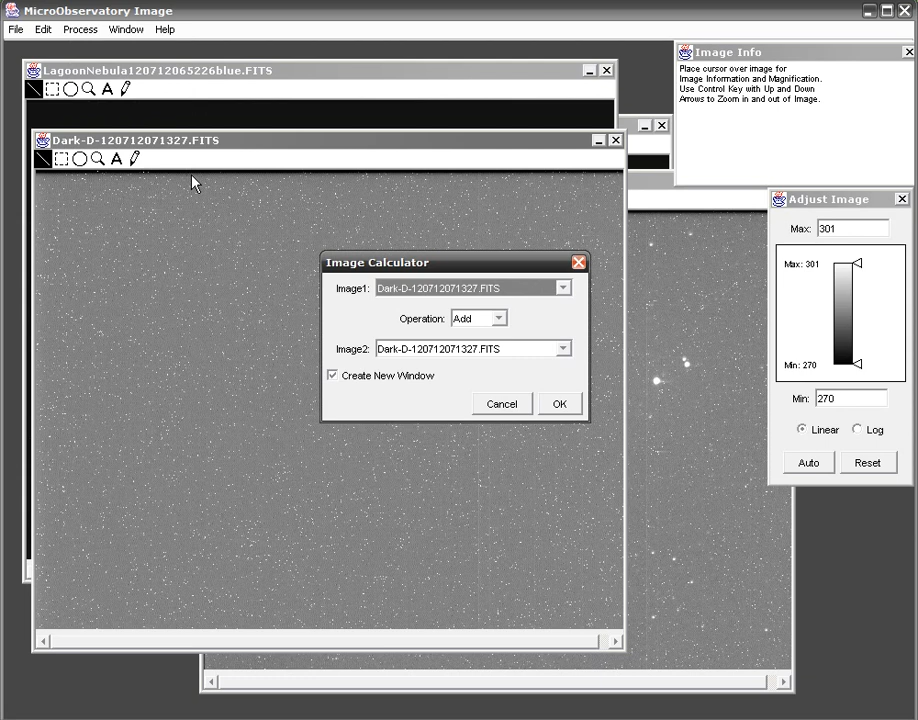 MicroObservatory Image
File Edit Process Window Help
LagoonNebula120712065226blue.FITS
A
Image Info
Place cursor over image for
Image Information and Magnification.
Use Control Key with Up and Down
Arrows to Zoom in and out of Image.
Dark-D-120712071327.FITS
A
Adjust Image
Max: 301
Max: 301
Min: 270
Min: 270
Linear Log
Auto Reset
Image Calculator
Image1: Dark-D-120712071327.FITS
Operation: Add
Image2: Dark-D-120712071327.FITS
Create New Window
Cancel OK